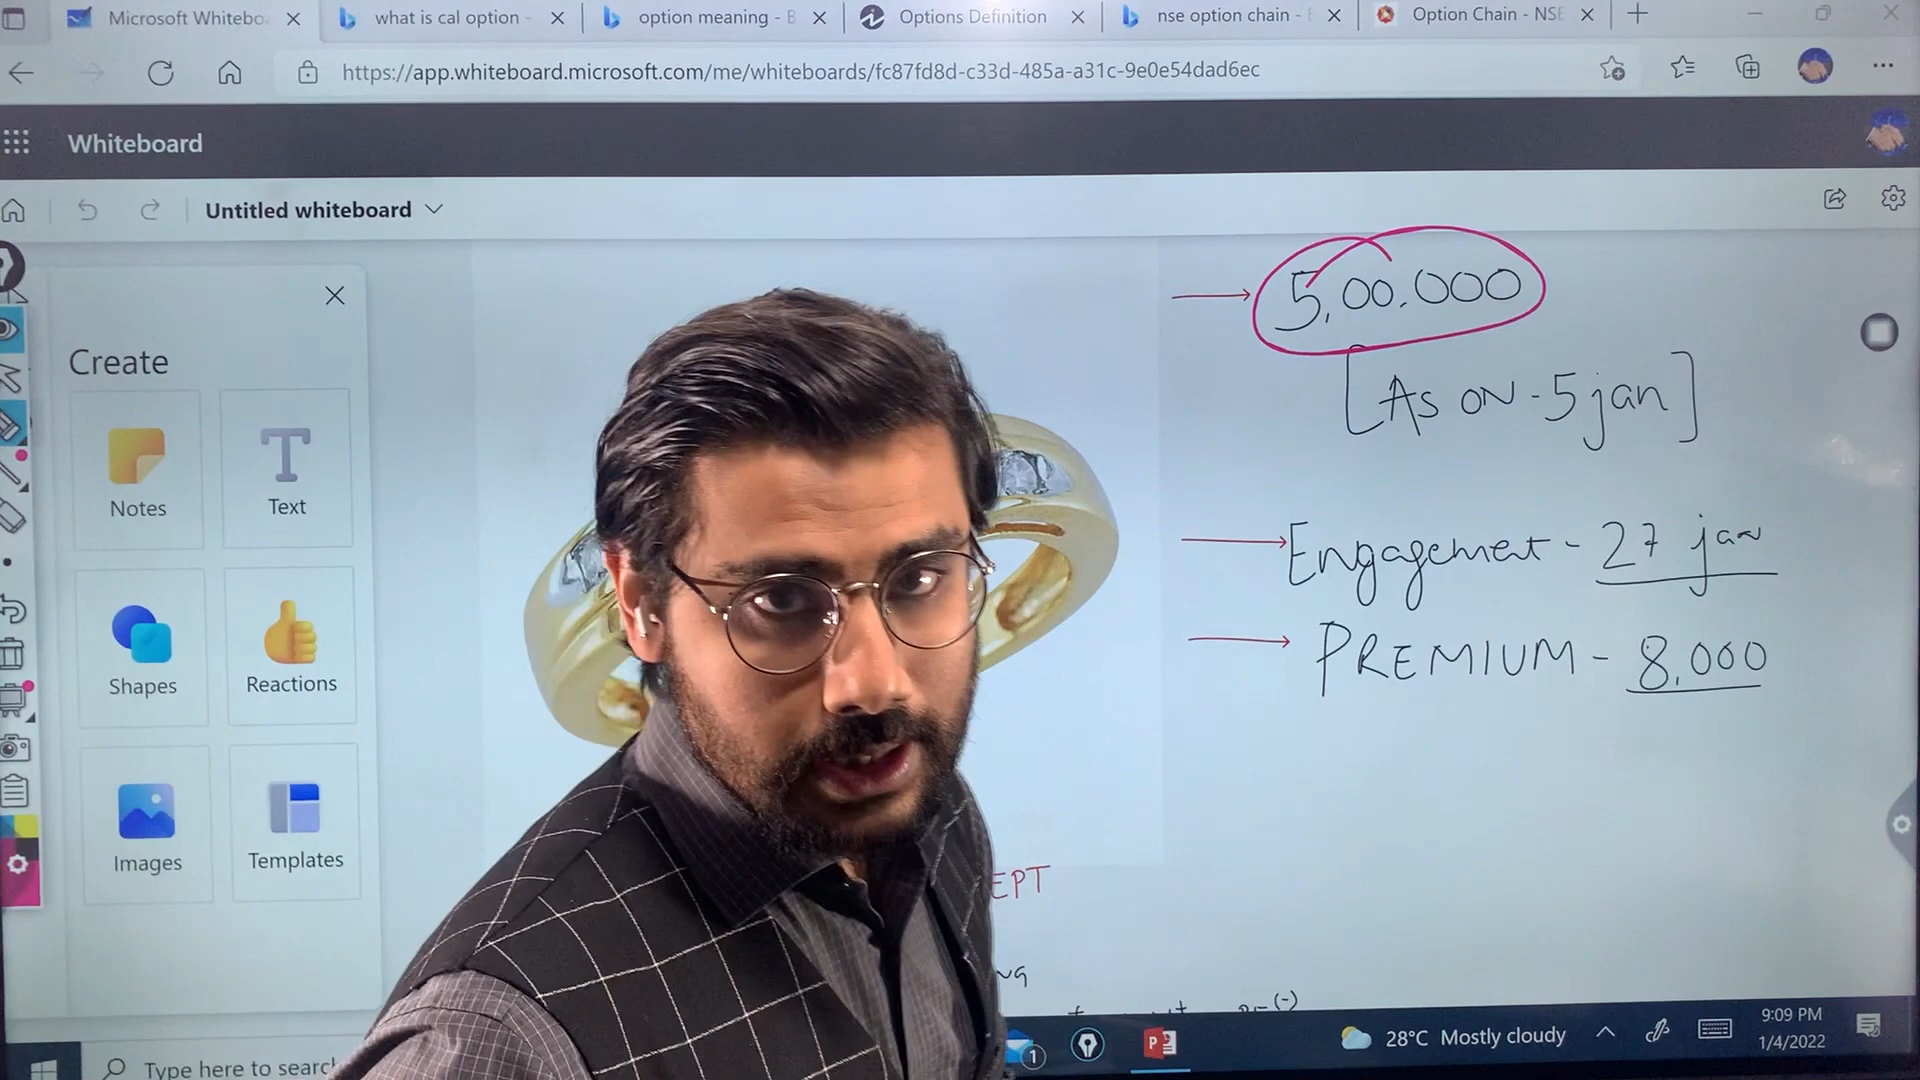 Microsoft Whitebo
what is cal option -
option meaning - B
Options Definition
nse option chain -
Option Chain - NSE
https://app.whiteboard.microsoft.com/me/whiteboards/fc87fd8d-c33d-485a-a31c-9e0e54dad6ec
Whiteboard
Untitled whiteboard
5,00,000
[As ON - 5 jan]
Engagement - 27 jan
PREMIUM - 8,000
Create
Notes
Text
Shapes
Reactions
Images
Templates
EPT
Type here to search
1
28°C Mostly cloudy
9:09 PM
1/4/2022